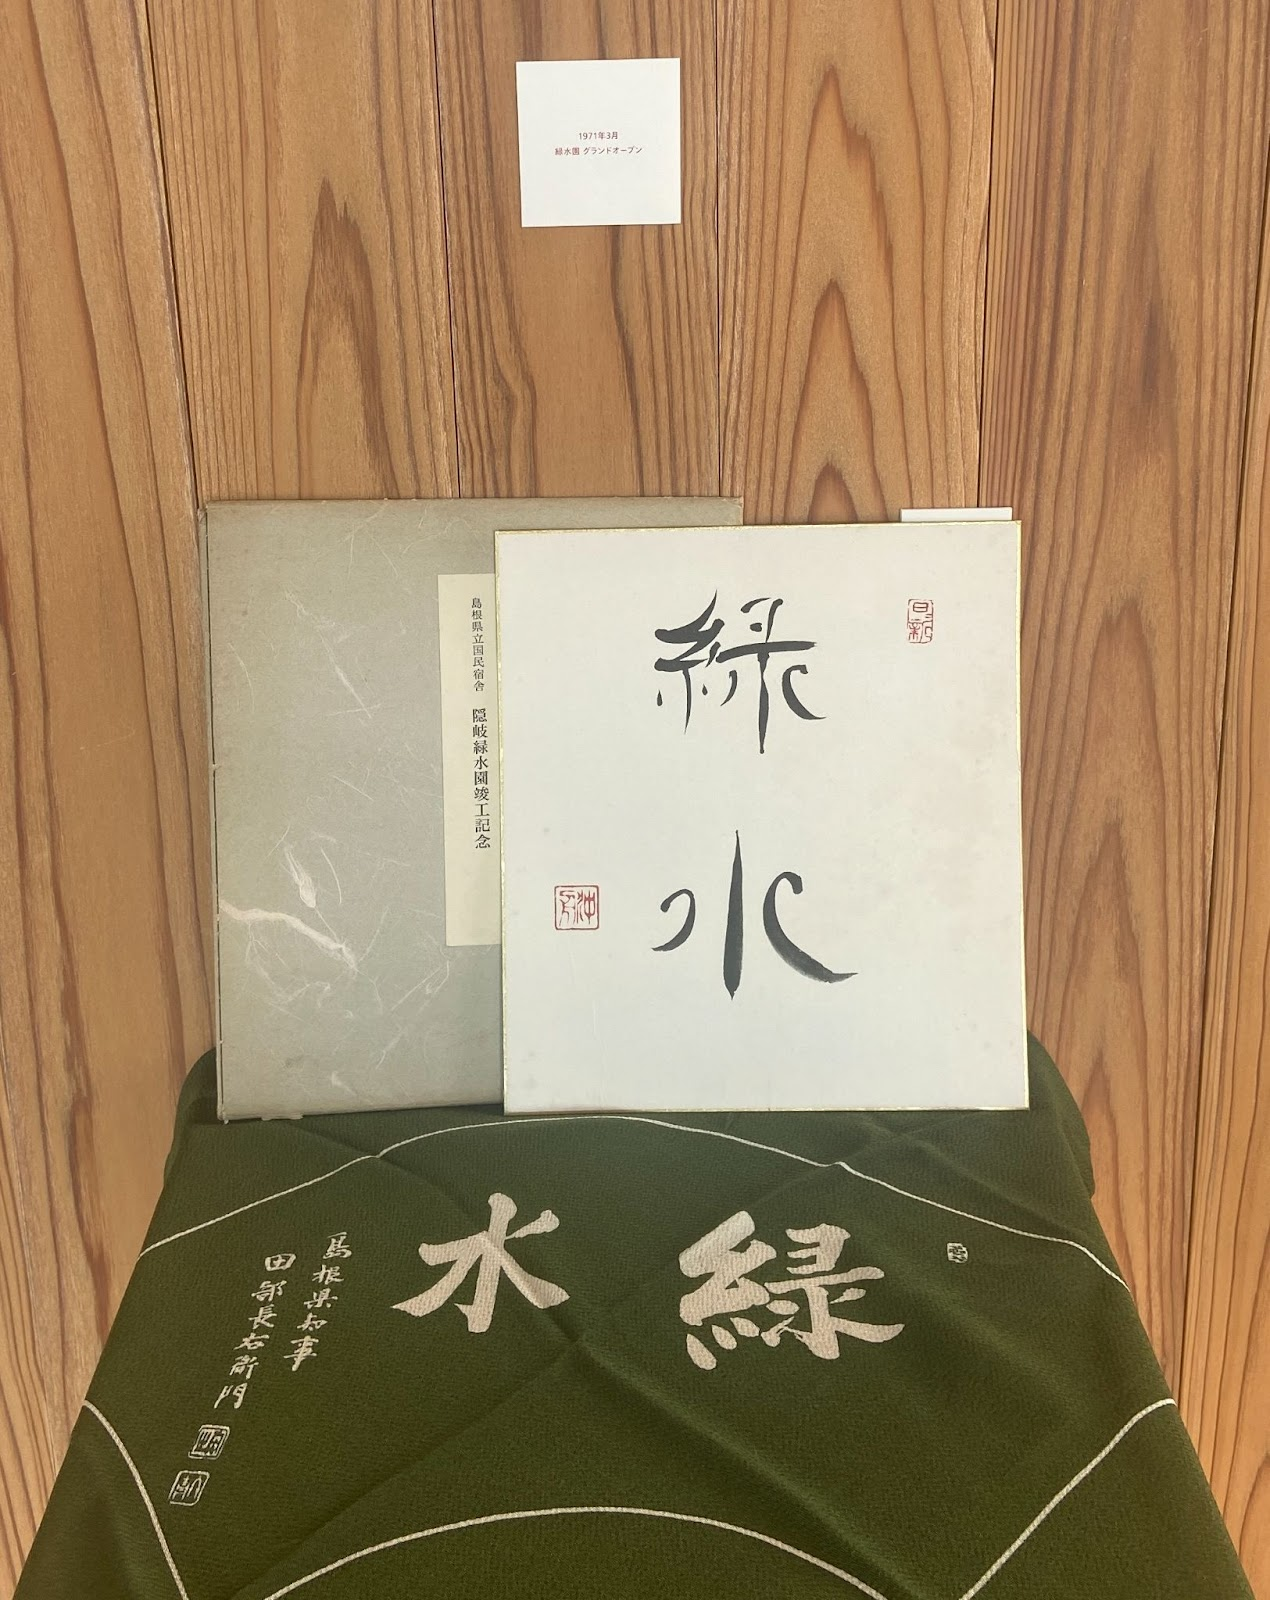 1971年3月
緑水園 グランドオープン
島根県立国民宿舎 隠岐緑水園竣工記念
緑水
日新
緑水
島根県知事
田部長右衛門